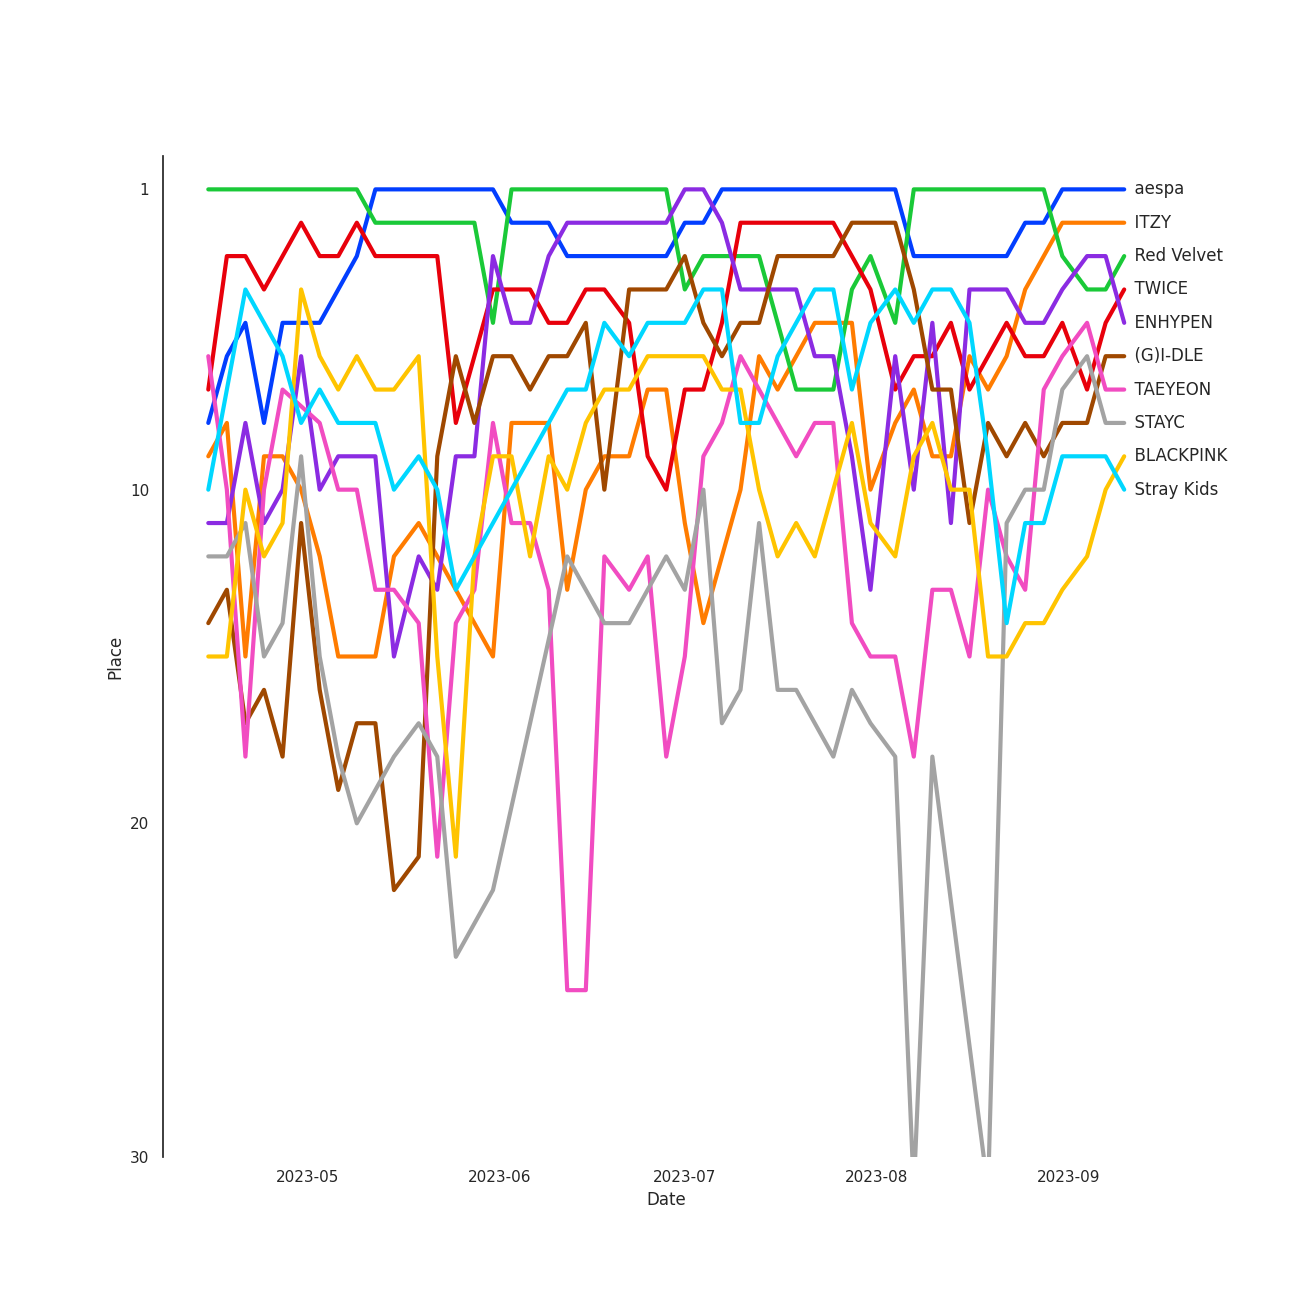 1
10
20
30
Place
2023-05
2023-06
2023-07
2023-08
2023-09
Date
aespa
ITZY
Red Velvet
TWICE
ENHYPEN
(G)I-DLE
TAEYEON
STAYC
BLACKPINK
Stray Kids